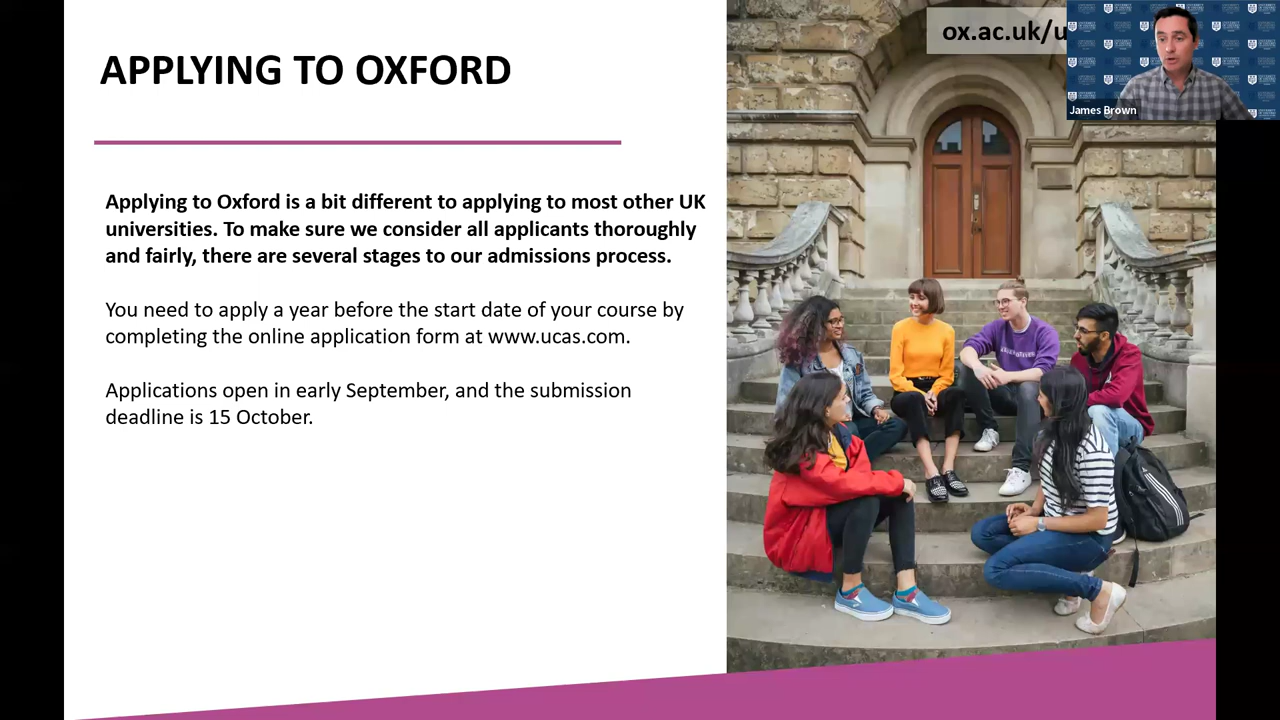 ox.ac.uk/u
APPLYING TO OXFORD
James Brown
Applying to Oxford is a bit different to applying to most other UK
universities. To make sure we consider all applicants thoroughly
and fairly, there are several stages to our admissions process.
You need to apply a year before the start date of your course by
completing the online application form at www.ucas.com.
Applications open in early September, and the submission
deadline is 15 October.